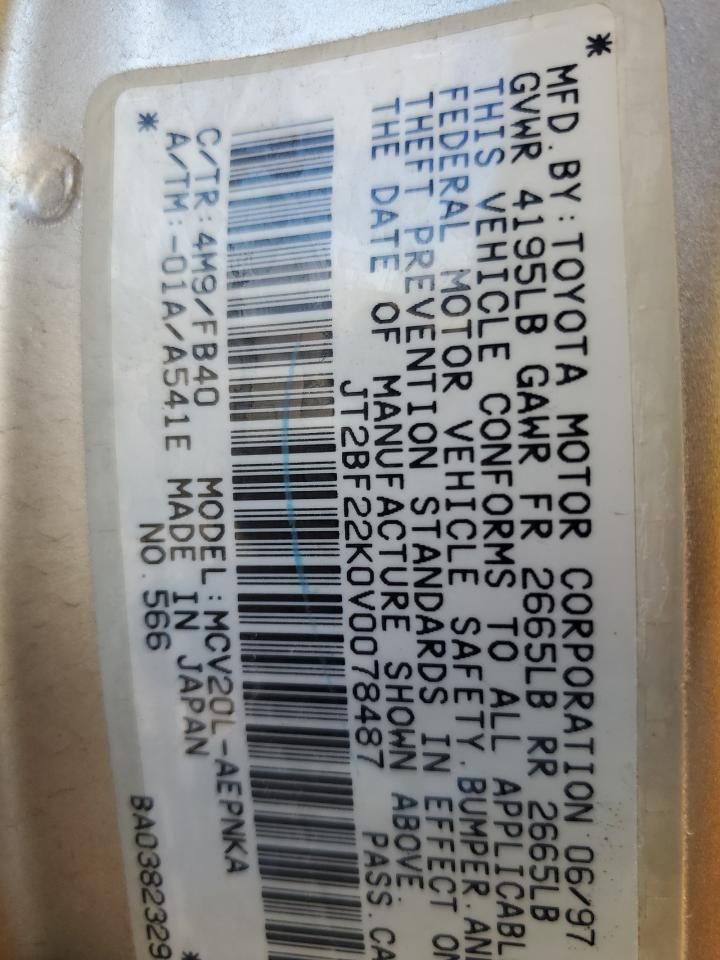 * MFD.BY:TOYOTA MOTOR CORPORATION 06/97
GVWR 4195LB GAWR FR 2665LB RR 2665LB
THIS VEHICLE CONFORMS TO ALL APPLICABL
FEDERAL MOTOR VEHICLE SAFETY.BUMPER.AND
THEFT PREVENTION STANDARDS IN EFFECT ON
THE DATE OF MANUFACTURE SHOWN ABOVE.
JT2BF22K0V0078487 PASS.CA
C/TR:4M9/FB40 MODEL:MCV20L-AEPNKA
A/TM:-01A/A541E MADE IN JAPAN
* NO.566 BA0382329 *